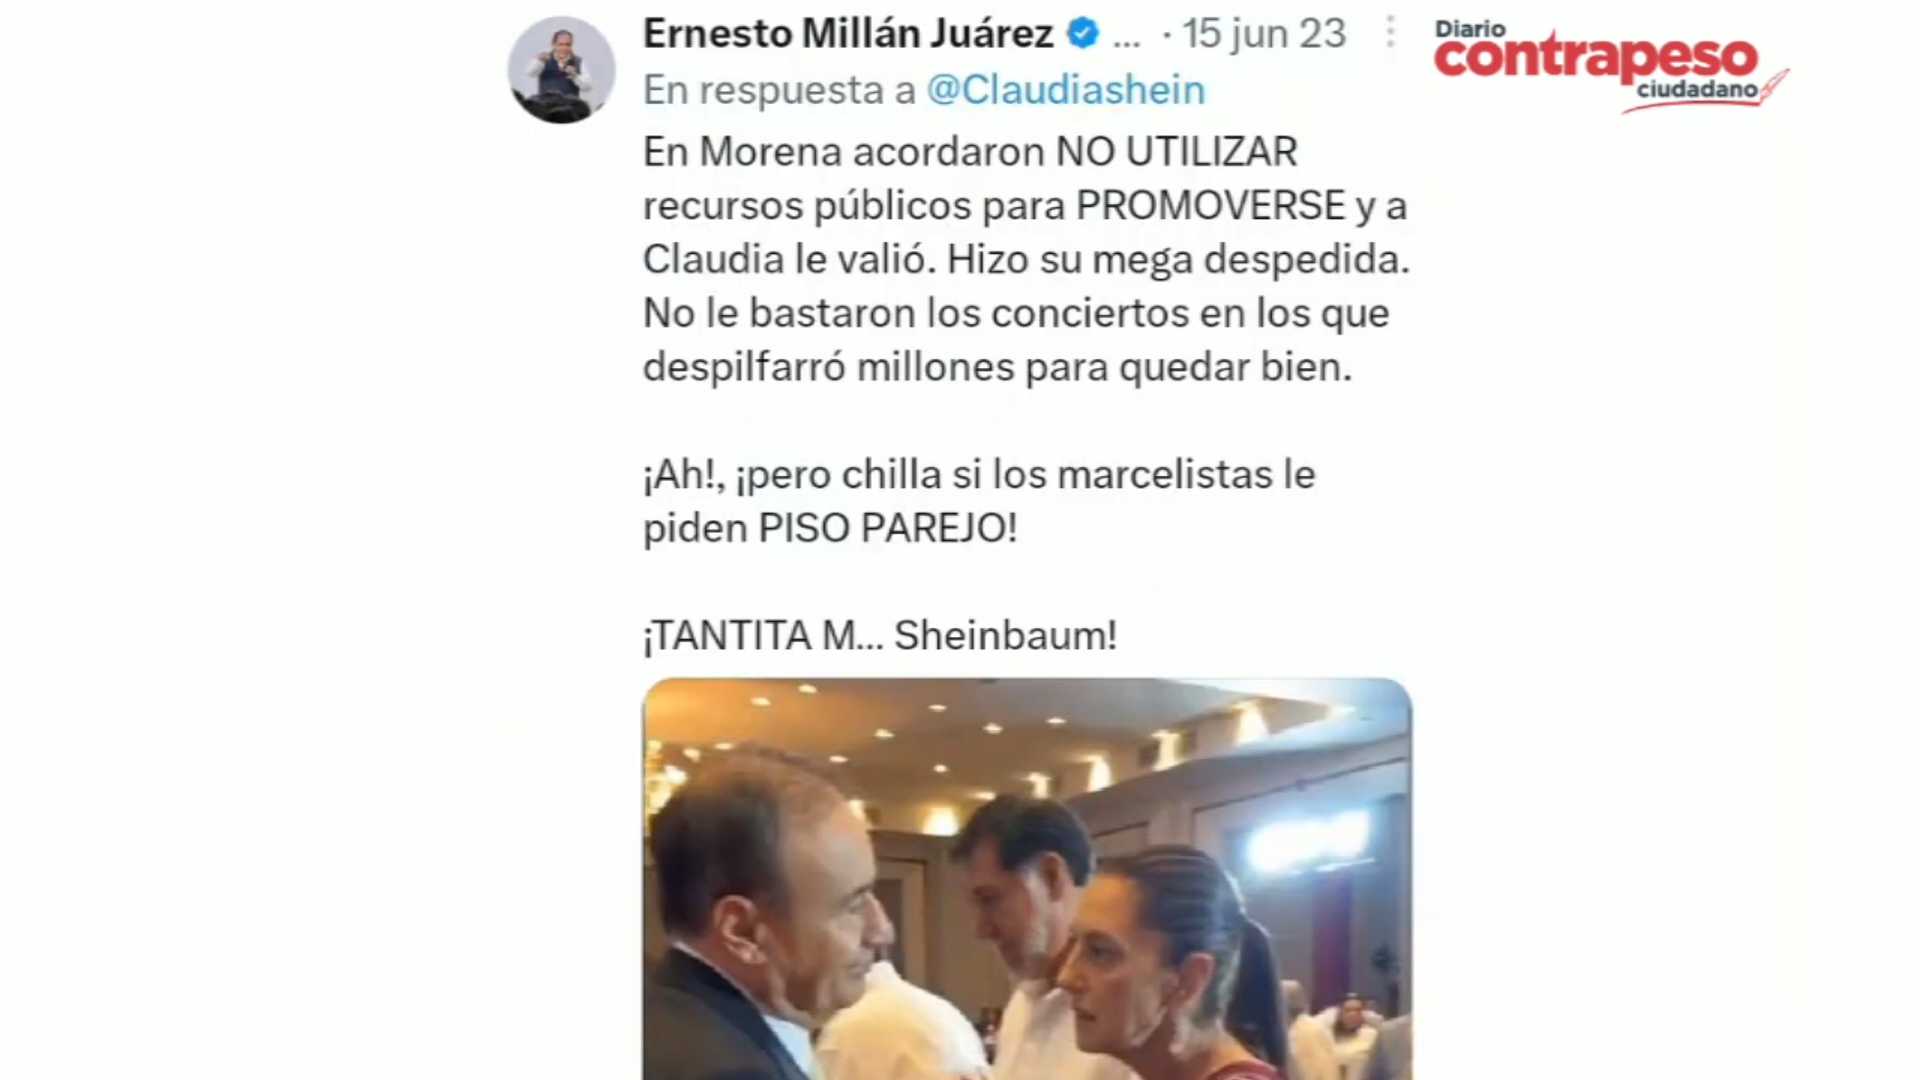 Ernesto Millán Juárez ... · 15 jun 23
Diario
contrapeso
ciudadano
En respuesta a @Claudiashein
En Morena acordaron NO UTILIZAR
recursos públicos para PROMOVERSE y a
Claudia le valió. Hizo su mega despedida.
No le bastaron los conciertos en los que
despilfarró millones para quedar bien.
¡Ah!, ¡pero chilla si los marcelistas le
piden PISO PAREJO!
¡TANTITA M... Sheinbaum!